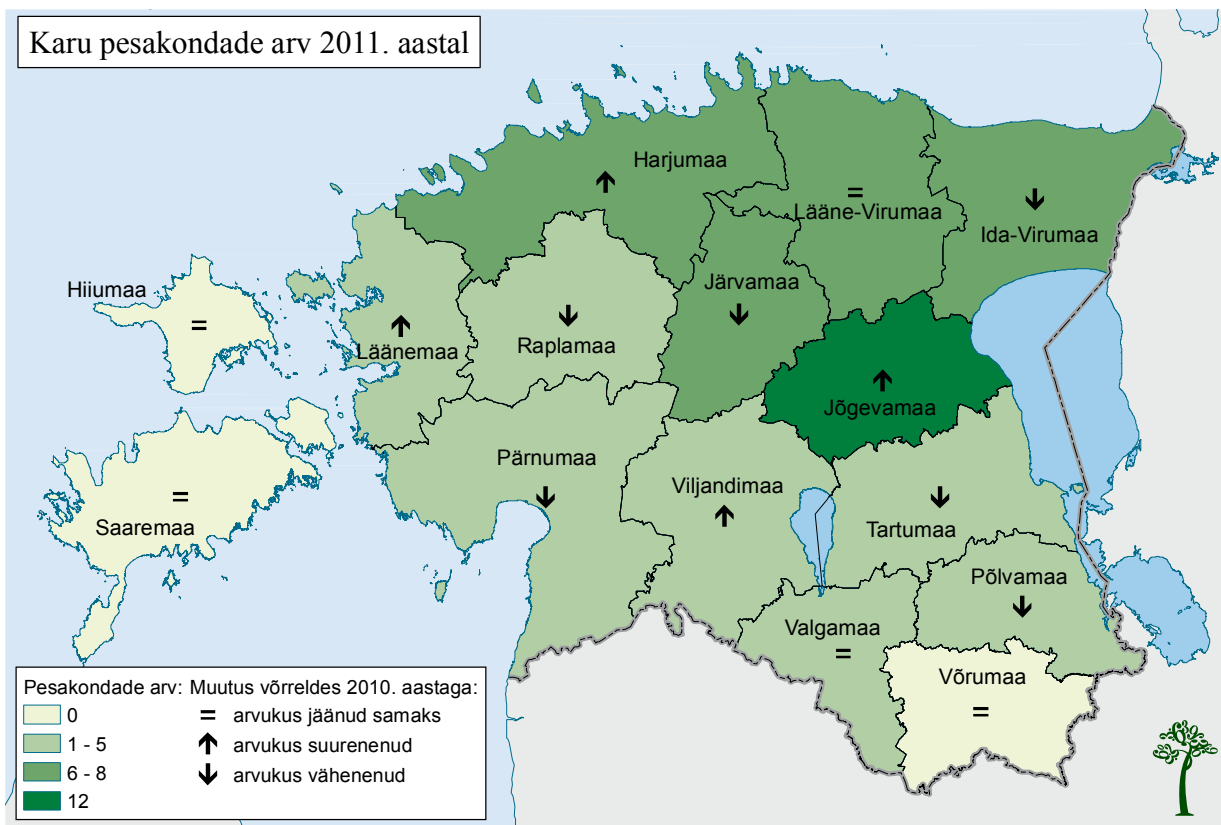 Karu pesakondade arv 2011. aastal
Harjumaa
Lääne-Virumaa
Ida-Virumaa
Hiiumaa
Järvamaa
Läänemaa
Raplamaa
Jõgevamaa
Pärnumaa
Viljandimaa
Saaremaa
Tartumaa
Põlvamaa
Valgamaa
Võrumaa
Pesakondade arv: Muutus võrreldes 2010. aastaga:
0 = arvukus jäänud samaks
1 - 5 ↑ arvukus suurenenud
6 - 8 ↓ arvukus vähenenud
12